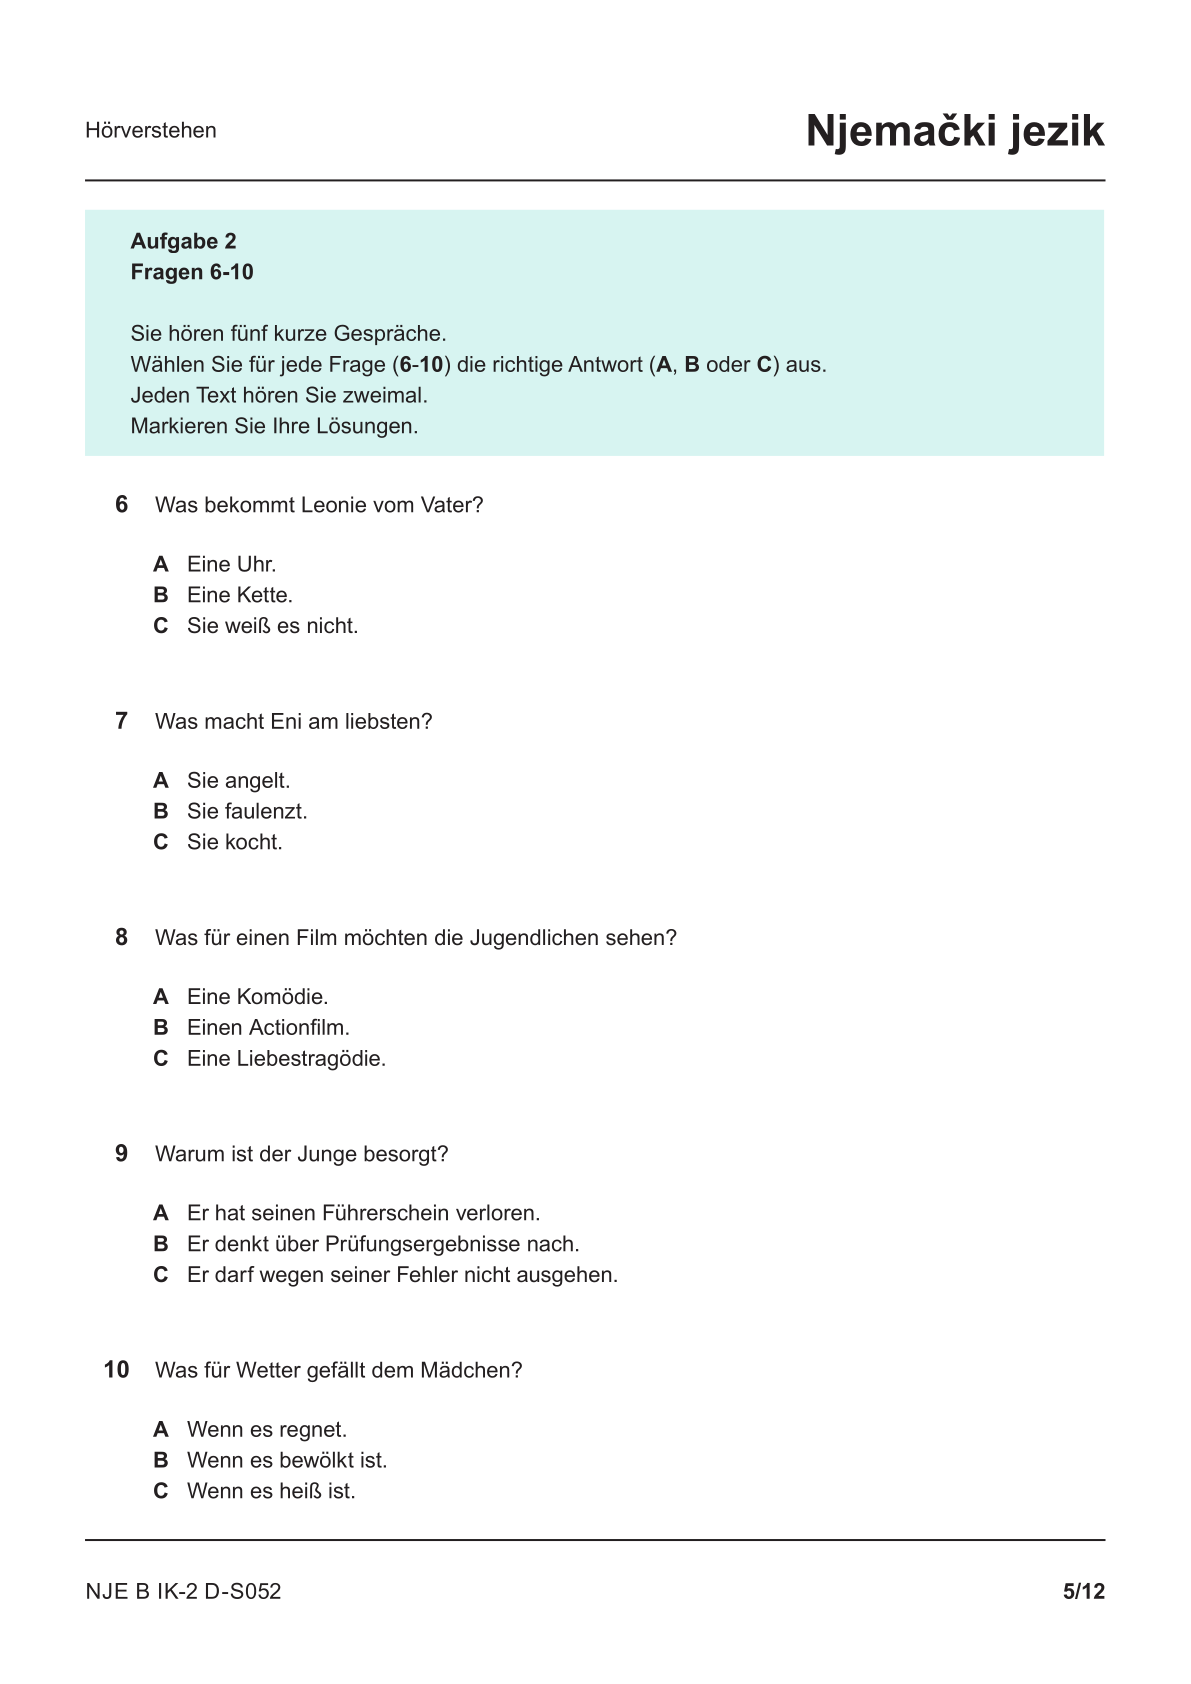 Hörverstehen
Njemački jezik
Aufgabe 2
Fragen 6-10
Sie hören fünf kurze Gespräche.
Wählen Sie für jede Frage (6-10) die richtige Antwort (A, B oder C) aus.
Jeden Text hören Sie zweimal.
Markieren Sie Ihre Lösungen.
6 Was bekommt Leonie vom Vater?
A Eine Uhr.
B Eine Kette.
C Sie weiß es nicht.
7 Was macht Eni am liebsten?
A Sie angelt.
B Sie faulenzt.
C Sie kocht.
8 Was für einen Film möchten die Jugendlichen sehen?
A Eine Komödie.
B Einen Actionfilm.
C Eine Liebestragödie.
9 Warum ist der Junge besorgt?
A Er hat seinen Führerschein verloren.
B Er denkt über Prüfungsergebnisse nach.
C Er darf wegen seiner Fehler nicht ausgehen.
10 Was für Wetter gefällt dem Mädchen?
A Wenn es regnet.
B Wenn es bewölkt ist.
C Wenn es heiß ist.
NJE B IK-2 D-S052
5/12